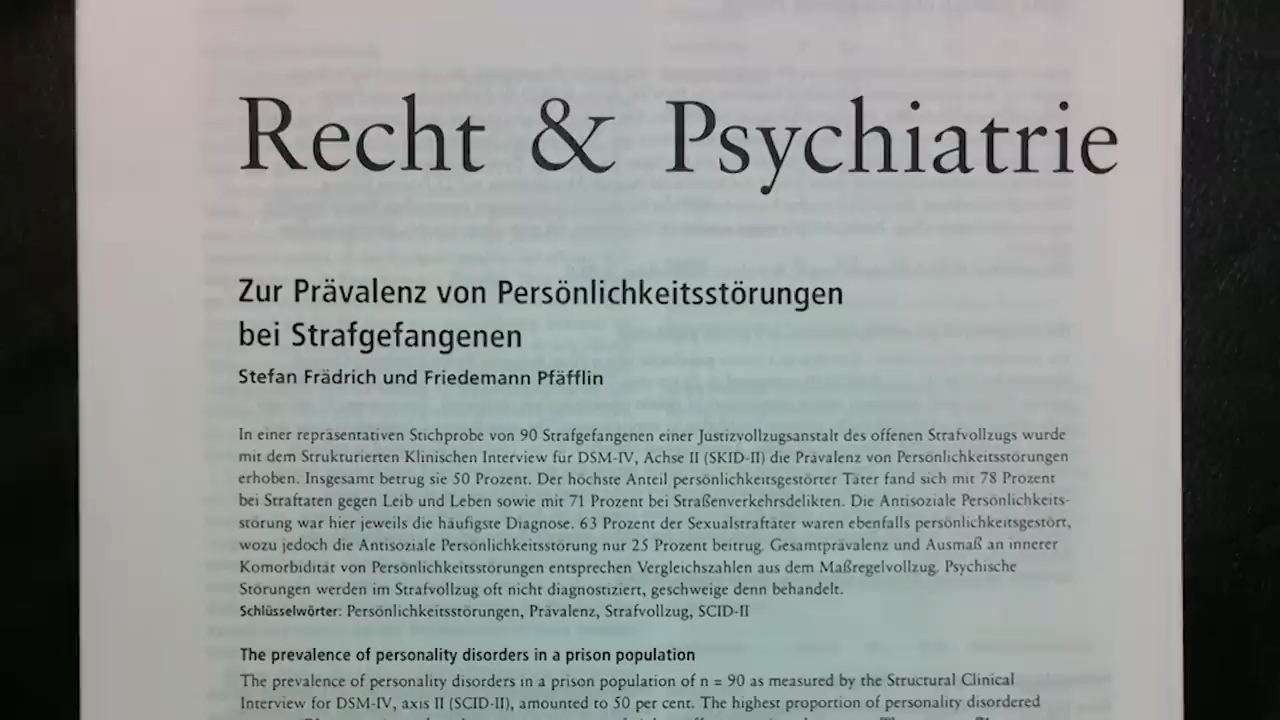 Recht & Psychiatrie
Zur Prävalenz von Persönlichkeitsstörungen
bei Strafgefangenen
Stefan Frädrich und Friedemann Pfäfflin
In einer repräsentativen Stichprobe von 90 Strafgefangenen einer Justizvollzugsanstalt des offenen Strafvollzugs wurde
mit dem Strukturierten Klinischen Interview für DSM-IV, Achse II (SKID-II) die Prävalenz von Persönlichkeitsstörungen
erhoben. Insgesamt betrug sie 50 Prozent. Der höchste Anteil persönlichkeitsgestörter Täter fand sich mit 78 Prozent
bei Straftaten gegen Leib und Leben sowie mit 71 Prozent bei Straßenverkehrsdelikten. Die Antisoziale Persönlichkeits-
störung war hier jeweils die häufigste Diagnose. 63 Prozent der Sexualstraftäter waren ebenfalls persönlichkeitsgestört,
wozu jedoch die Antisoziale Persönlichkeitsstörung nur 25 Prozent beitrug. Gesamtprävalenz und Ausmaß an innerer
Komorbidität von Persönlichkeitsstörungen entsprechen Vergleichszahlen aus dem Maßregelvollzug. Psychische
Störungen werden im Strafvollzug oft nicht diagnostiziert, geschweige denn behandelt.
Schlüsselwörter: Persönlichkeitsstörungen, Prävalenz, Strafvollzug, SCID-II
The prevalence of personality disorders in a prison population
The prevalence of personality disorders in a prison population of n = 90 as measured by the Structural Clinical
Interview for DSM-IV, axis II (SCID-II), amounted to 50 per cent. The highest proportion of personality disordered